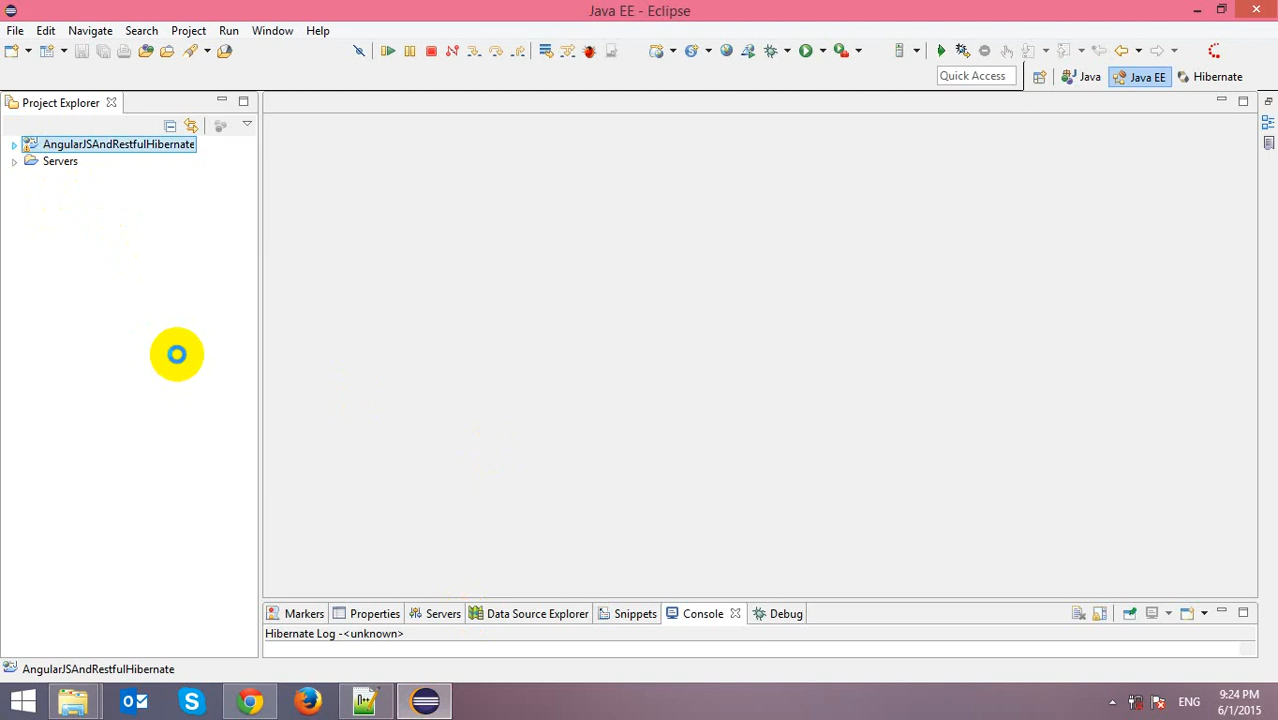 Java EE - Eclipse
File Edit Navigate Search Project Run Window Help
Quick Access Java Java EE Hibernate
Project Explorer
AngularJSAndRestfulHibernate
Servers
Markers Properties Servers Data Source Explorer Snippets Console Debug
Hibernate Log -<unknown>
AngularJSAndRestfulHibernate
ENG 9:24 PM
6/1/2015